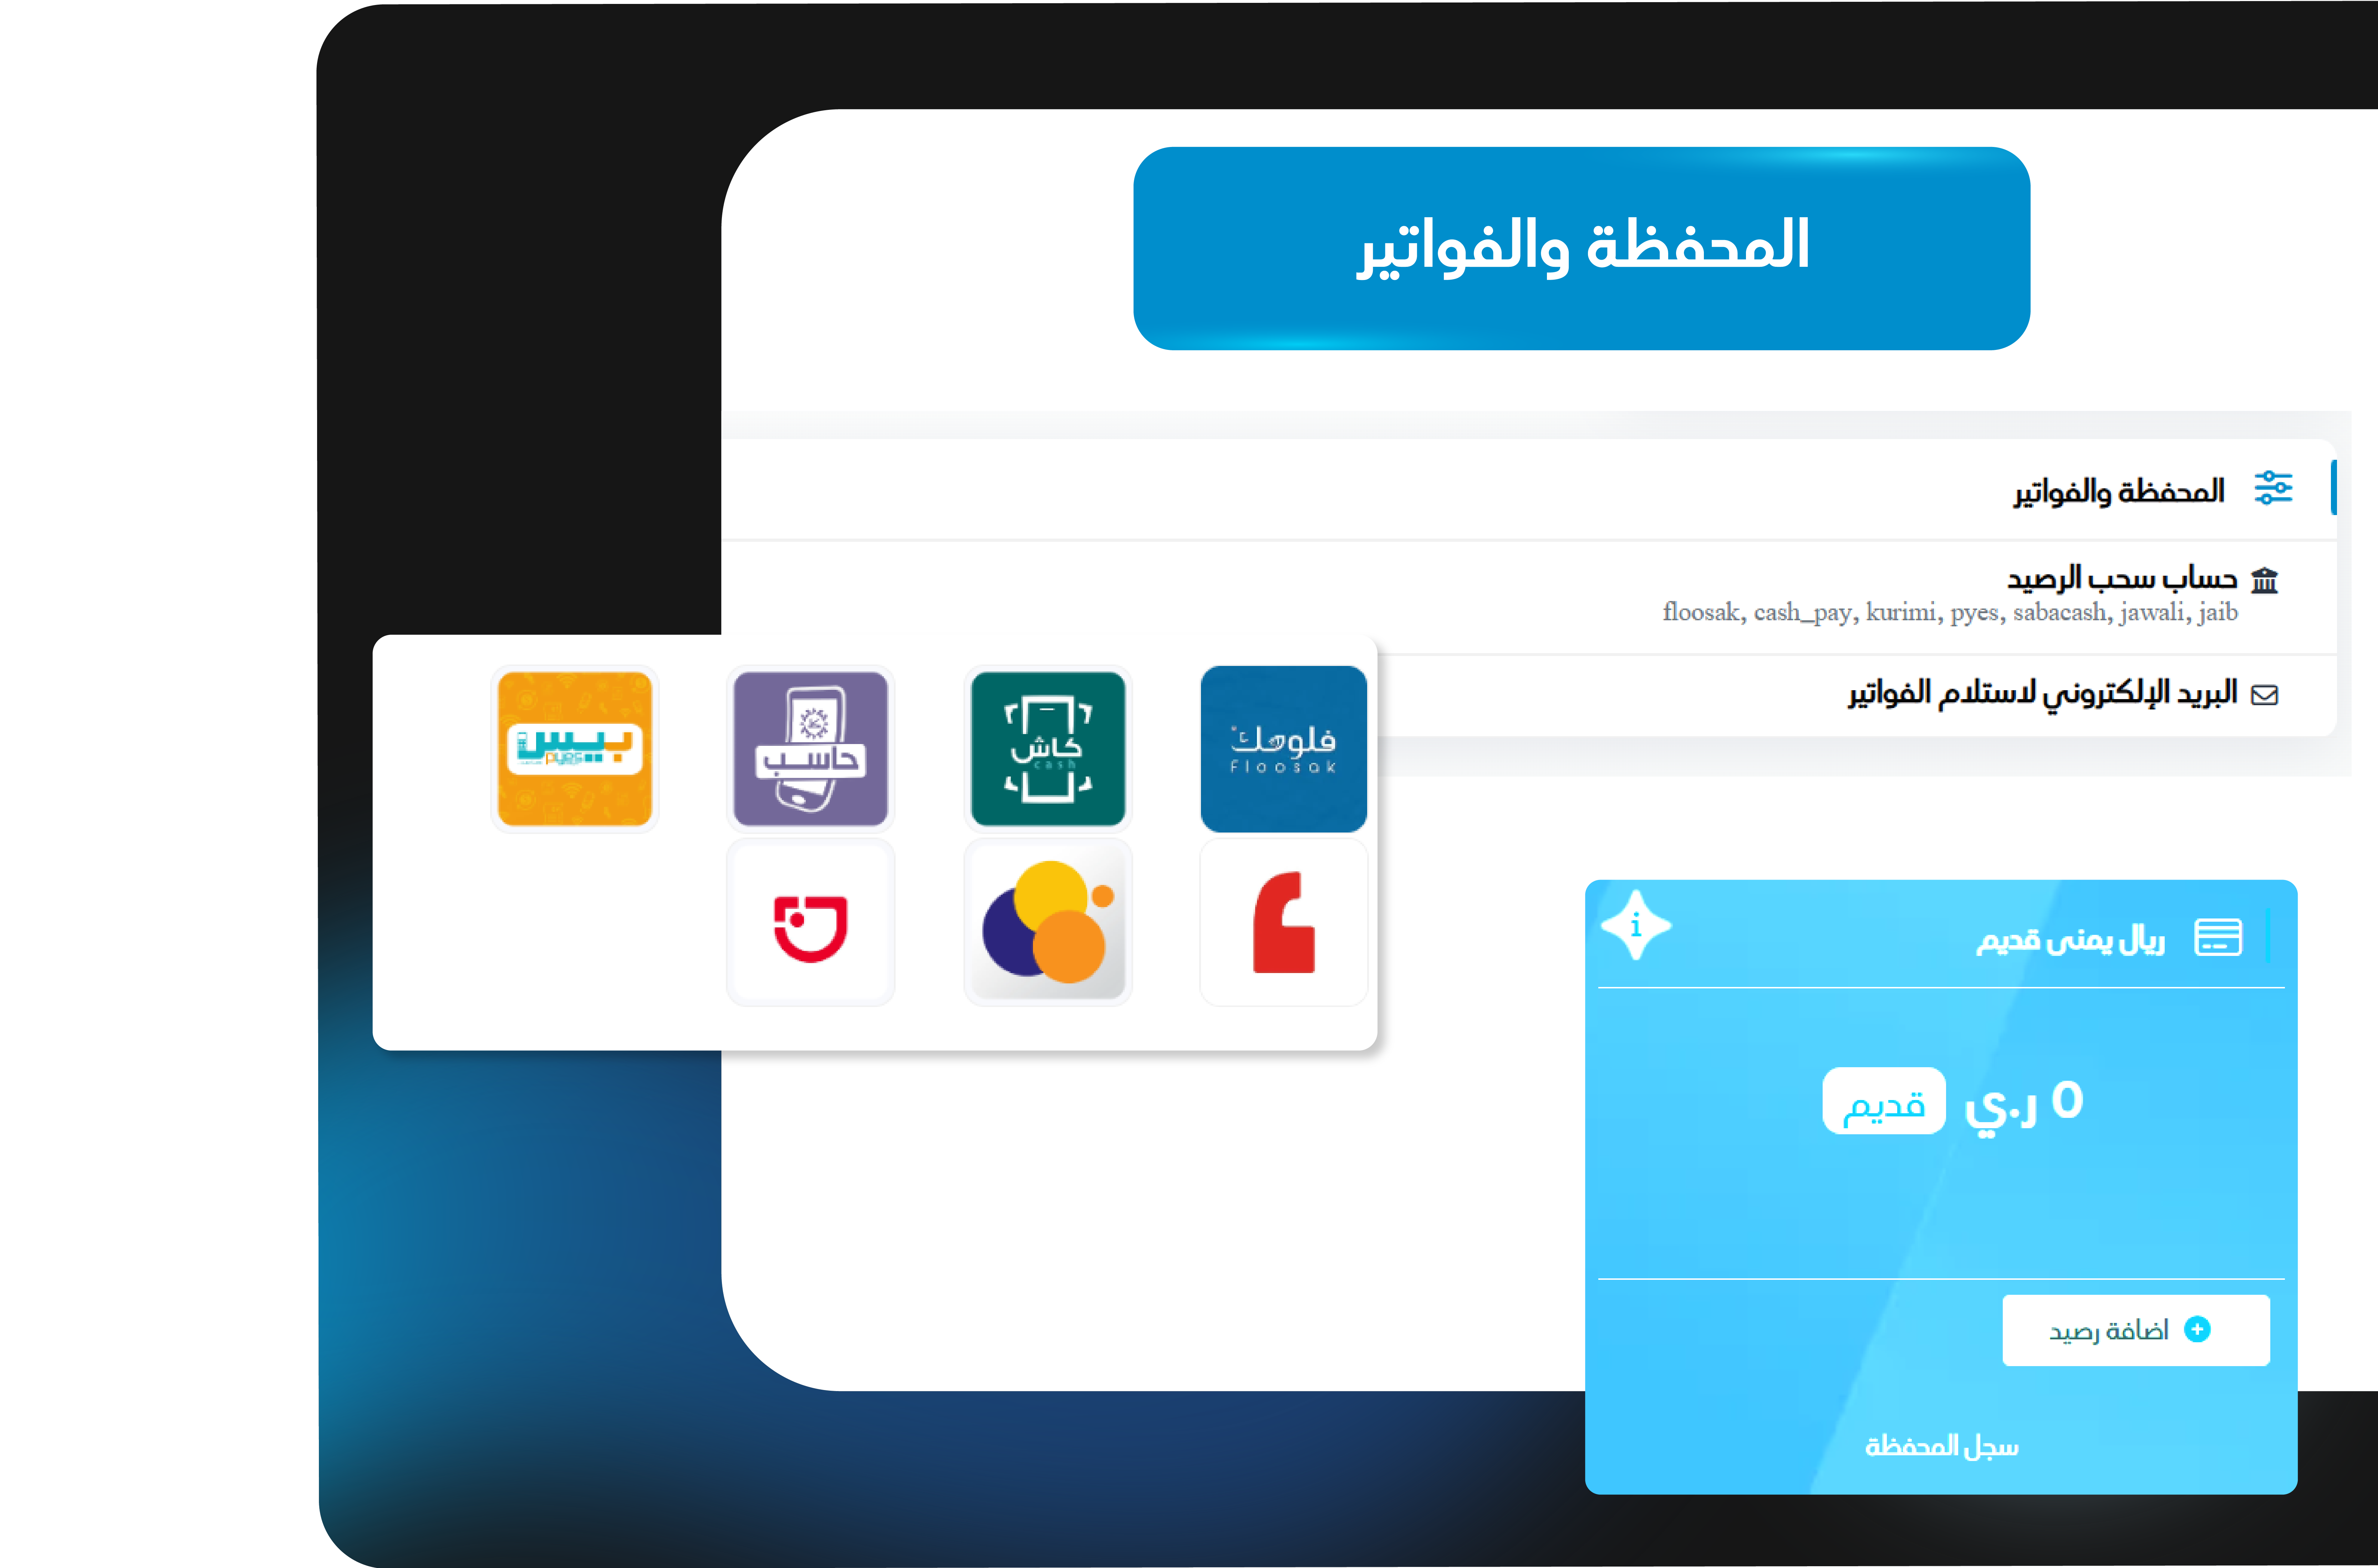 المحفظة والفواتير
المحفظة والفواتير
حساب سحب الرصيد
floosak, cash_pay, kurimi, pyes, sabacash, jawali, jaib
البريد الإلكتروني لاستلام الفواتير
فلوسك
Floosak
كاش
cash
حاسب
بيس
pyes
ريال يمني قديم
0 ر.ي قديم
اضافة رصيد
سجل المحفظة